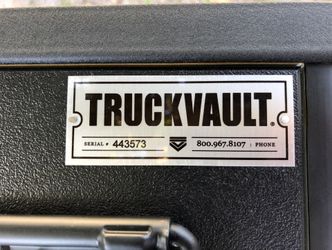 TRUCKVAULT®
SERIAL # 443573 800.967.8107 : PHONE